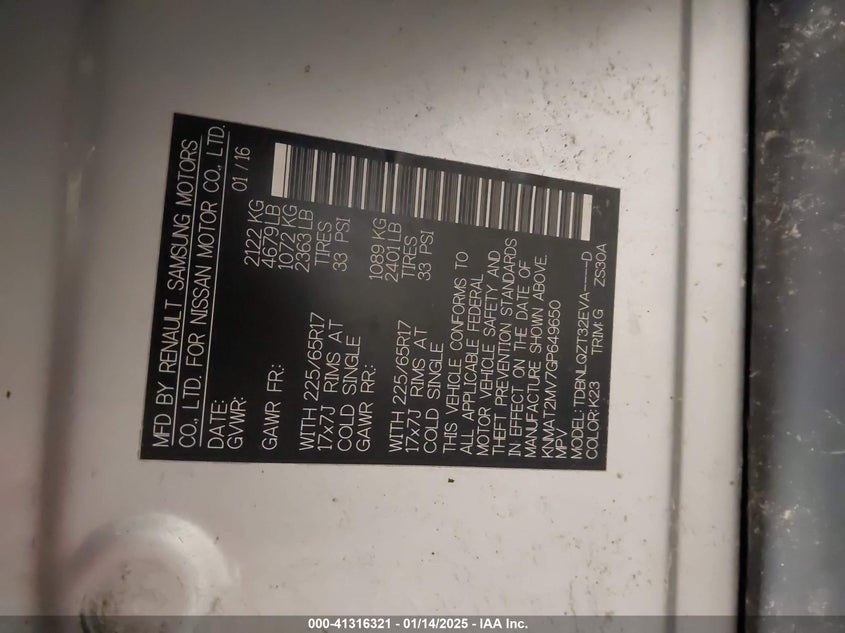 MFD BY RENAULT SAMSUNG MOTORS
CO., LTD. FOR NISSAN MOTOR CO., LTD.
DATE: 01 / 16
GVWR: 2122 KG
4679 LB
GAWR FR: 1072 KG
2363 LB
WITH 225/65R17 TIRES
17x7J RIMS AT 33 PSI
COLD SINGLE
GAWR RR: 1089 KG
2401 LB
WITH 225/65R17 TIRES
17x7J RIMS AT 33 PSI
COLD SINGLE
THIS VEHICLE CONFORMS TO
ALL APPLICABLE FEDERAL
MOTOR VEHICLE SAFETY AND
THEFT PREVENTION STANDARDS
IN EFFECT ON THE DATE OF
MANUFACTURE SHOWN ABOVE.
KNMAT2MV7GP649650
MPV
MODEL: TDBNLQZT32EVA----D
COLOR:K23 TRIM:G ZS30A
000-41316321 - 01/14/2025 - IAA Inc.